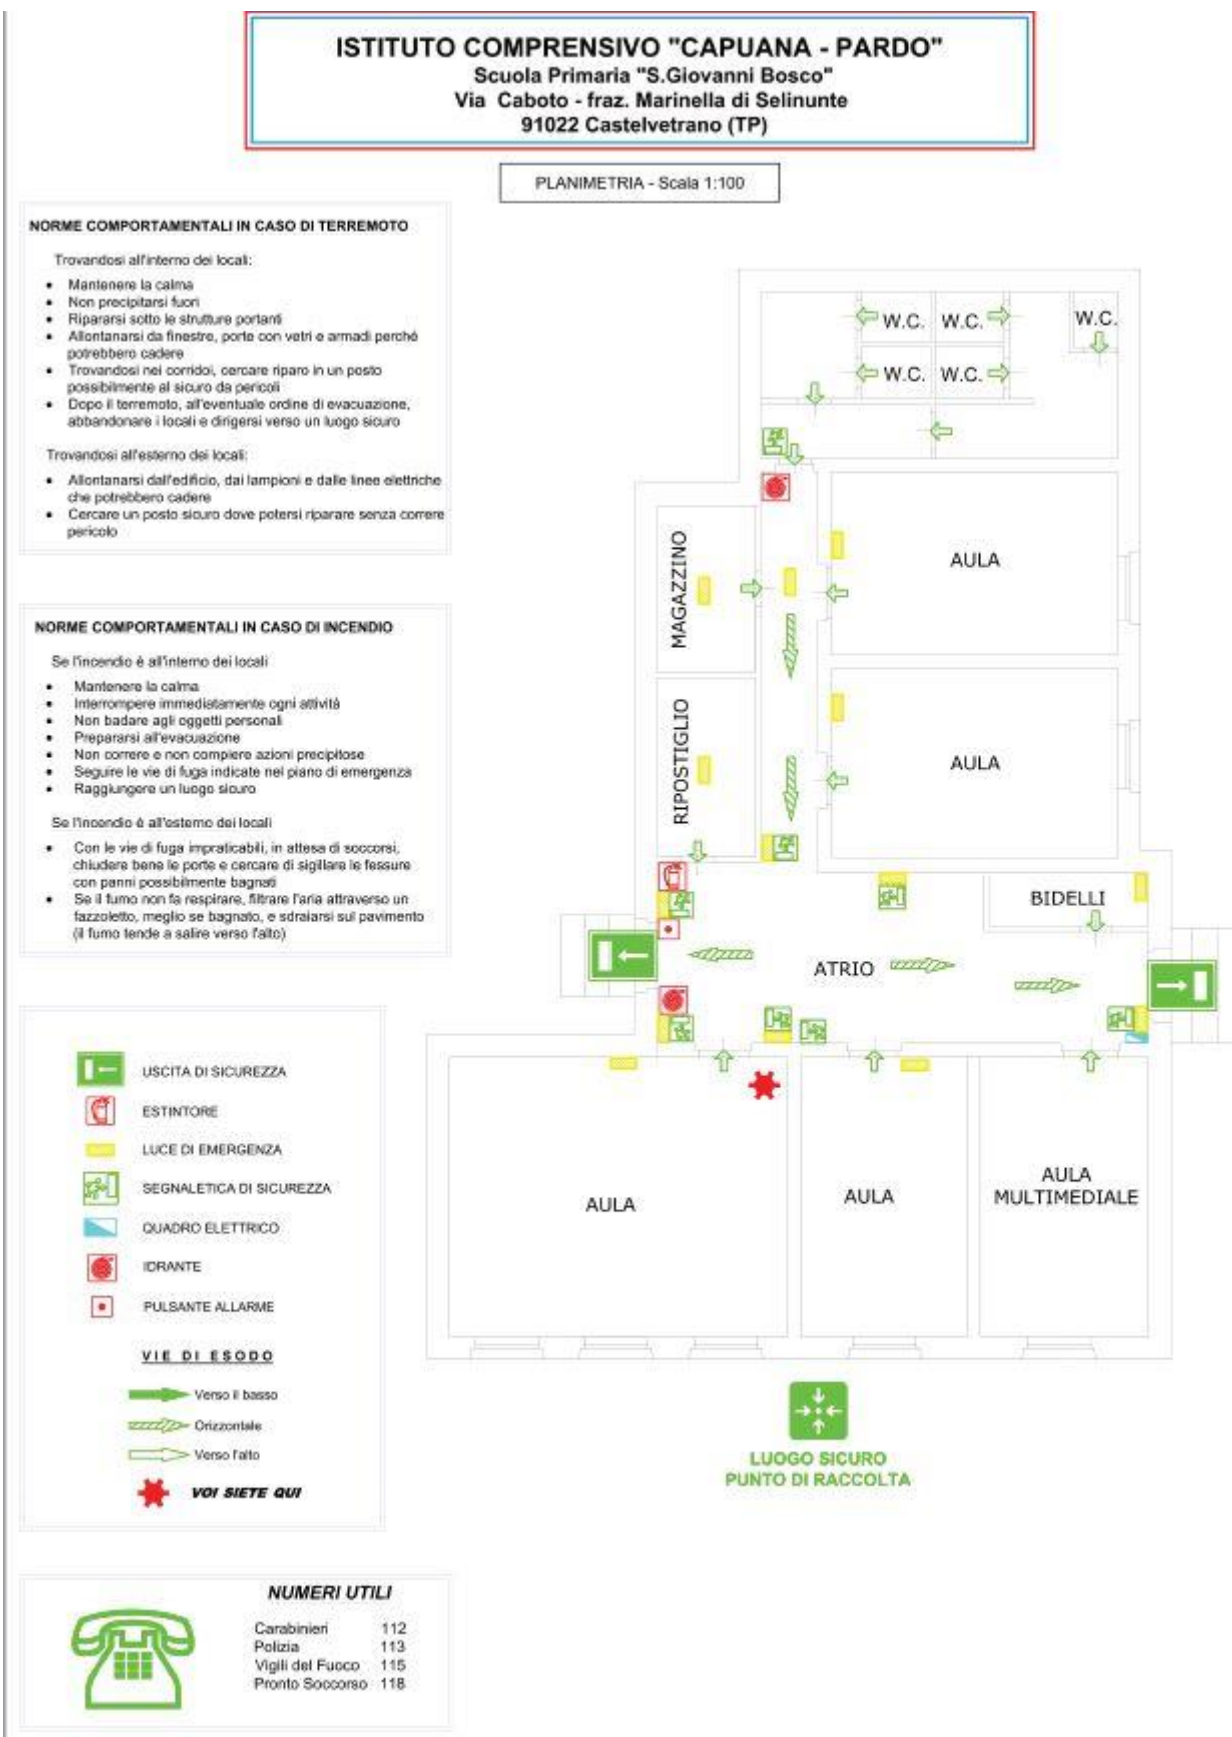 ISTITUTO COMPRENSIVO "CAPUANA - PARDO"
Scuola Primaria "S.Giovanni Bosco"
Via Caboto - fraz. Marinella di Selinunte
91022 Castelvetrano (TP)
PLANIMETRIA - Scala 1:100
NORME COMPORTAMENTALI IN CASO DI TERREMOTO
Trovandosi all'interno dei locali:
• Mantenere la calma
• Non precipitarsi fuori
• Ripararsi sotto le strutture portanti
• Allontanarsi da finestre, porte con vetri e armadi perché
potrebbero cadere
• Trovandosi nei corridoi, cercare riparo in un posto
possibilmente al sicuro da pericoli
• Dopo il terremoto, all'eventuale ordine di evacuazione,
abbandonare i locali e dirigersi verso un luogo sicuro
Trovandosi all'esterno dei locali:
• Allontanarsi dall'edificio, dai lampioni e dalle linee elettriche
che potrebbero cadere
• Cercare un posto sicuro dove potersi riparare senza correre
pericolo
NORME COMPORTAMENTALI IN CASO DI INCENDIO
Se l'incendio è all'interno dei locali
• Mantenere la calma
• Interrompere immediatamente ogni attività
• Non badare agli oggetti personali
• Prepararsi all'evacuazione
• Non correre e non compiere azioni precipitose
• Seguire le vie di fuga indicate nel piano di emergenza
• Raggiungere un luogo sicuro
Se l'incendio è all'esterno dei locali
• Con le vie di fuga impraticabili, in attesa di soccorsi,
chiudere bene le porte e cercare di sigillare le fessure
con panni possibilmente bagnati
• Se il fumo non fa respirare, filtrare l'aria attraverso un
fazzoletto, meglio se bagnato, e sdraiarsi sul pavimento
(il fumo tende a salire verso l'alto)
W.C. W.C. W.C.
W.C. W.C.
MAGAZZINO
AULA
RIPOSTIGLIO
AULA
BIDELLI
ATRIO
AULA
AULA
AULA
MULTIMEDIALE
LUOGO SICURO
PUNTO DI RACCOLTA
USCITA DI SICUREZZA
ESTINTORE
LUCE DI EMERGENZA
SEGNALETICA DI SICUREZZA
QUADRO ELETTRICO
IDRANTE
PULSANTE ALLARME
VIE DI ESODO
Verso il basso
Orizzontale
Verso l'alto
VOI SIETE QUI
NUMERI UTILI
Carabinieri 112
Polizia 113
Vigili del Fuoco 115
Pronto Soccorso 118